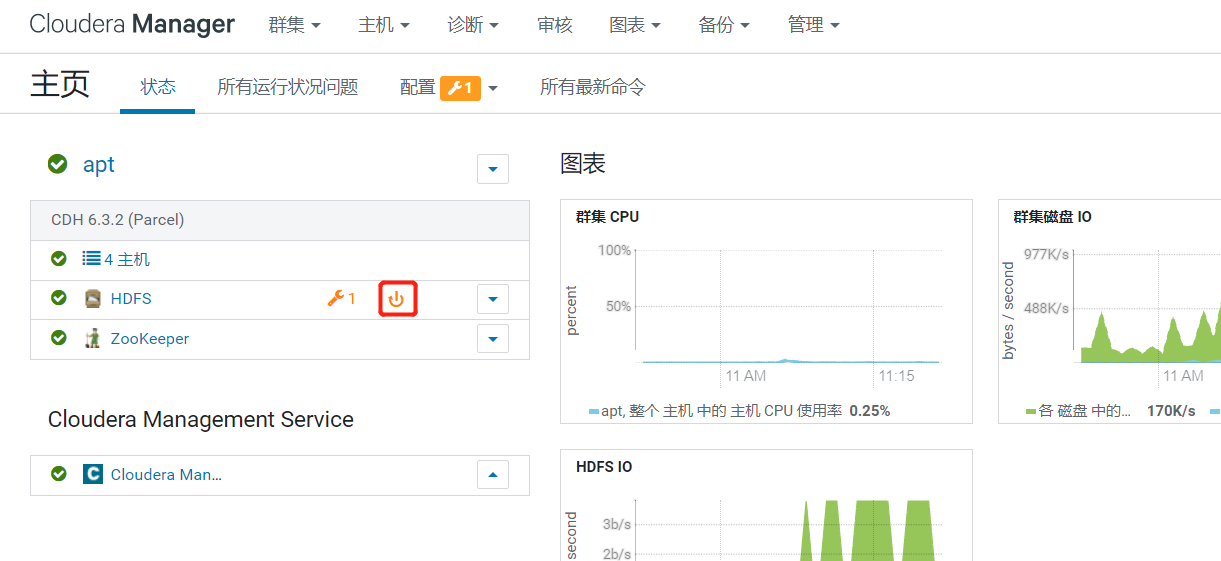 Cloudera Manager 群集 主机 诊断 审核 图表 备份 管理
主页 状态 所有运行状况问题 配置 1 所有最新命令
apt
CDH 6.3.2 (Parcel)
4 主机
HDFS 1
ZooKeeper
Cloudera Management Service
C Cloudera Man...
图表
群集 CPU
percent
100%
50%
11 AM 11:15
apt, 整个 主机 中的 主机 CPU 使用率 0.25%
群集磁盘 IO
bytes / second
977K/s
488K/s
11 AM
各 磁盘 中的... 170K/s
HDFS IO
second
3b/s
2b/s